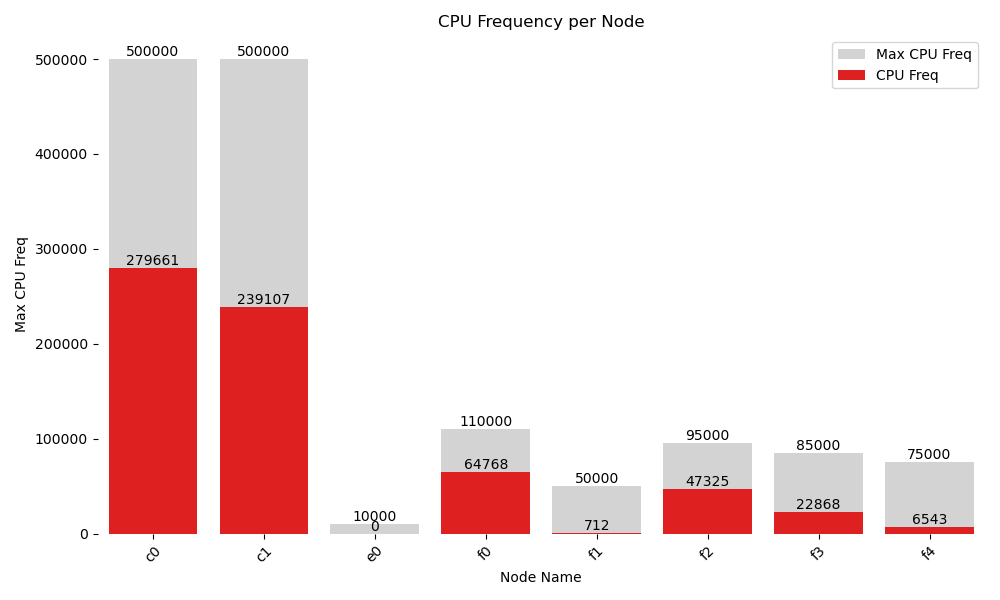 CPU Frequency per Node
Max CPU Freq
CPU Freq
Max CPU Freq
500000
400000
300000
200000
100000
0
500000
279661
500000
239107
10000
0
110000
64768
50000
712
95000
47325
85000
22868
75000
6543
c0
c1
e0
f0
f1
f2
f3
f4
Node Name